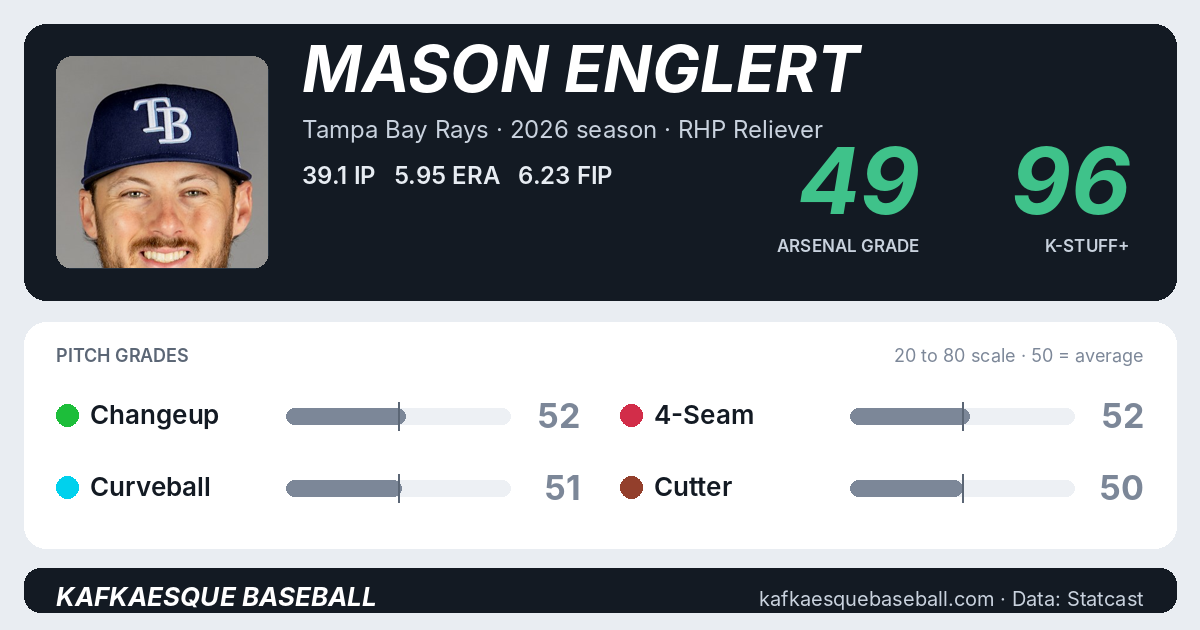 MASON ENGLERT
Tampa Bay Rays · 2026 season · RHP Reliever
39.1 IP 5.95 ERA 6.23 FIP
49 96
ARSENAL GRADE K-STUFF+
TB
PITCH GRADES 20 to 80 scale · 50 = average
Changeup 52 4-Seam 52
Curveball 51 Cutter 50
KAFKAESQUE BASEBALL kafkaesquebaseball.com · Data: Statcast